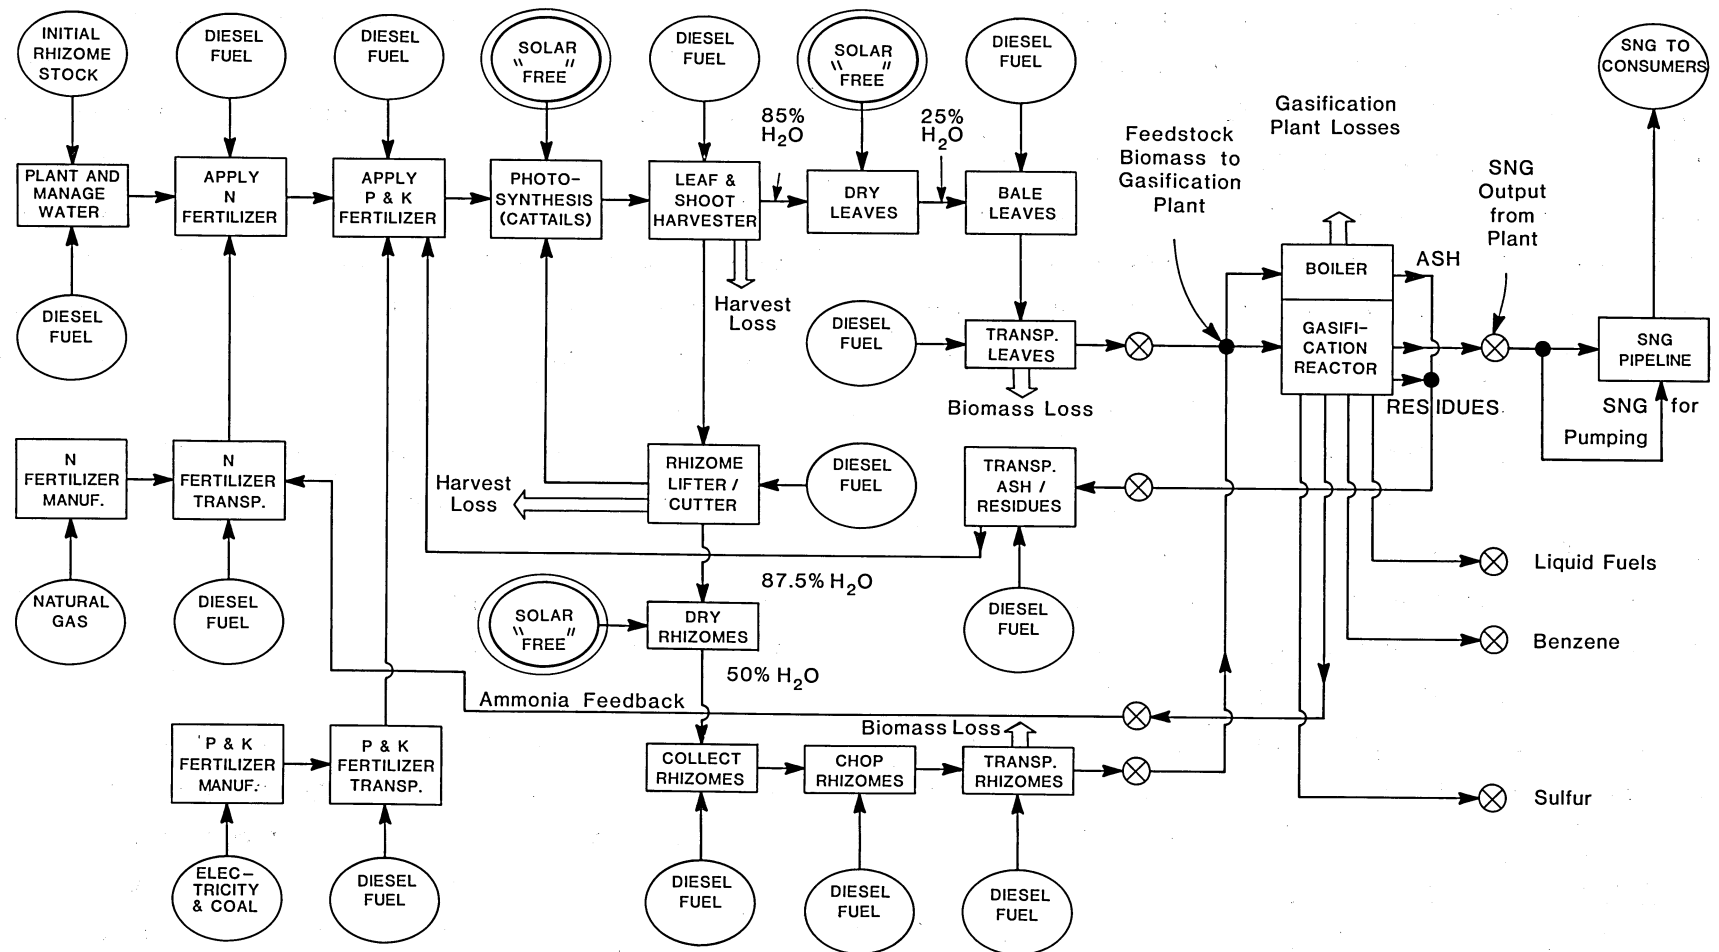 INITIAL
RHIZOME
STOCK
DIESEL
FUEL
DIESEL
FUEL
SOLAR
"FREE"
DIESEL
FUEL
SOLAR
"FREE"
DIESEL
FUEL
SNG TO
CONSUMERS
85%
H₂O
25%
H₂O
Gasification
Plant Losses
Feedstock
Biomass to
Gasification
Plant
SNG
Output
from
Plant
PLANT AND
MANAGE
WATER
APPLY
N
FERTILIZER
APPLY
P & K
FERTILIZER
PHOTO-
SYNTHESIS
(CATTAILS)
LEAF &
SHOOT
HARVESTER
DRY
LEAVES
BALE
LEAVES
BOILER
ASH
Harvest
Loss
DIESEL
FUEL
DIESEL
FUEL
TRANSP.
LEAVES
GASIFI-
CATION
REACTOR
SNG
PIPELINE
Biomass Loss
RESIDUES
SNG for
Pumping
N
FERTILIZER
MANUF.
N
FERTILIZER
TRANSP.
Harvest
Loss
RHIZOME
LIFTER /
CUTTER
DIESEL
FUEL
TRANSP.
ASH /
RESIDUES
Liquid Fuels
87.5% H₂O
NATURAL
GAS
DIESEL
FUEL
SOLAR
"FREE"
DRY
RHIZOMES
DIESEL
FUEL
Benzene
50% H₂O
Ammonia Feedback
Biomass Loss
P & K
FERTILIZER
MANUF.
P & K
FERTILIZER
TRANSP.
COLLECT
RHIZOMES
CHOP
RHIZOMES
TRANSP.
RHIZOMES
Sulfur
ELEC-
TRICITY
& COAL
DIESEL
FUEL
DIESEL
FUEL
DIESEL
FUEL
DIESEL
FUEL